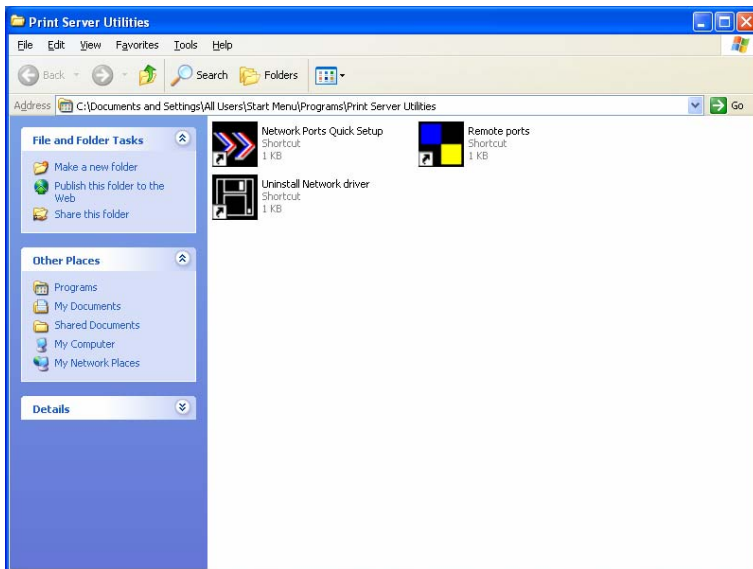 Print Server Utilities
File Edit View Favorites Tools Help
Back Search Folders
Address C:\Documents and Settings\All Users\Start Menu\Programs\Print Server Utilities Go
File and Folder Tasks
Make a new folder
Publish this folder to the
Web
Share this folder
Other Places
Programs
My Documents
Shared Documents
My Computer
My Network Places
Details
Network Ports Quick Setup
Shortcut
1 KB
Remote ports
Shortcut
1 KB
Uninstall Network driver
Shortcut
1 KB